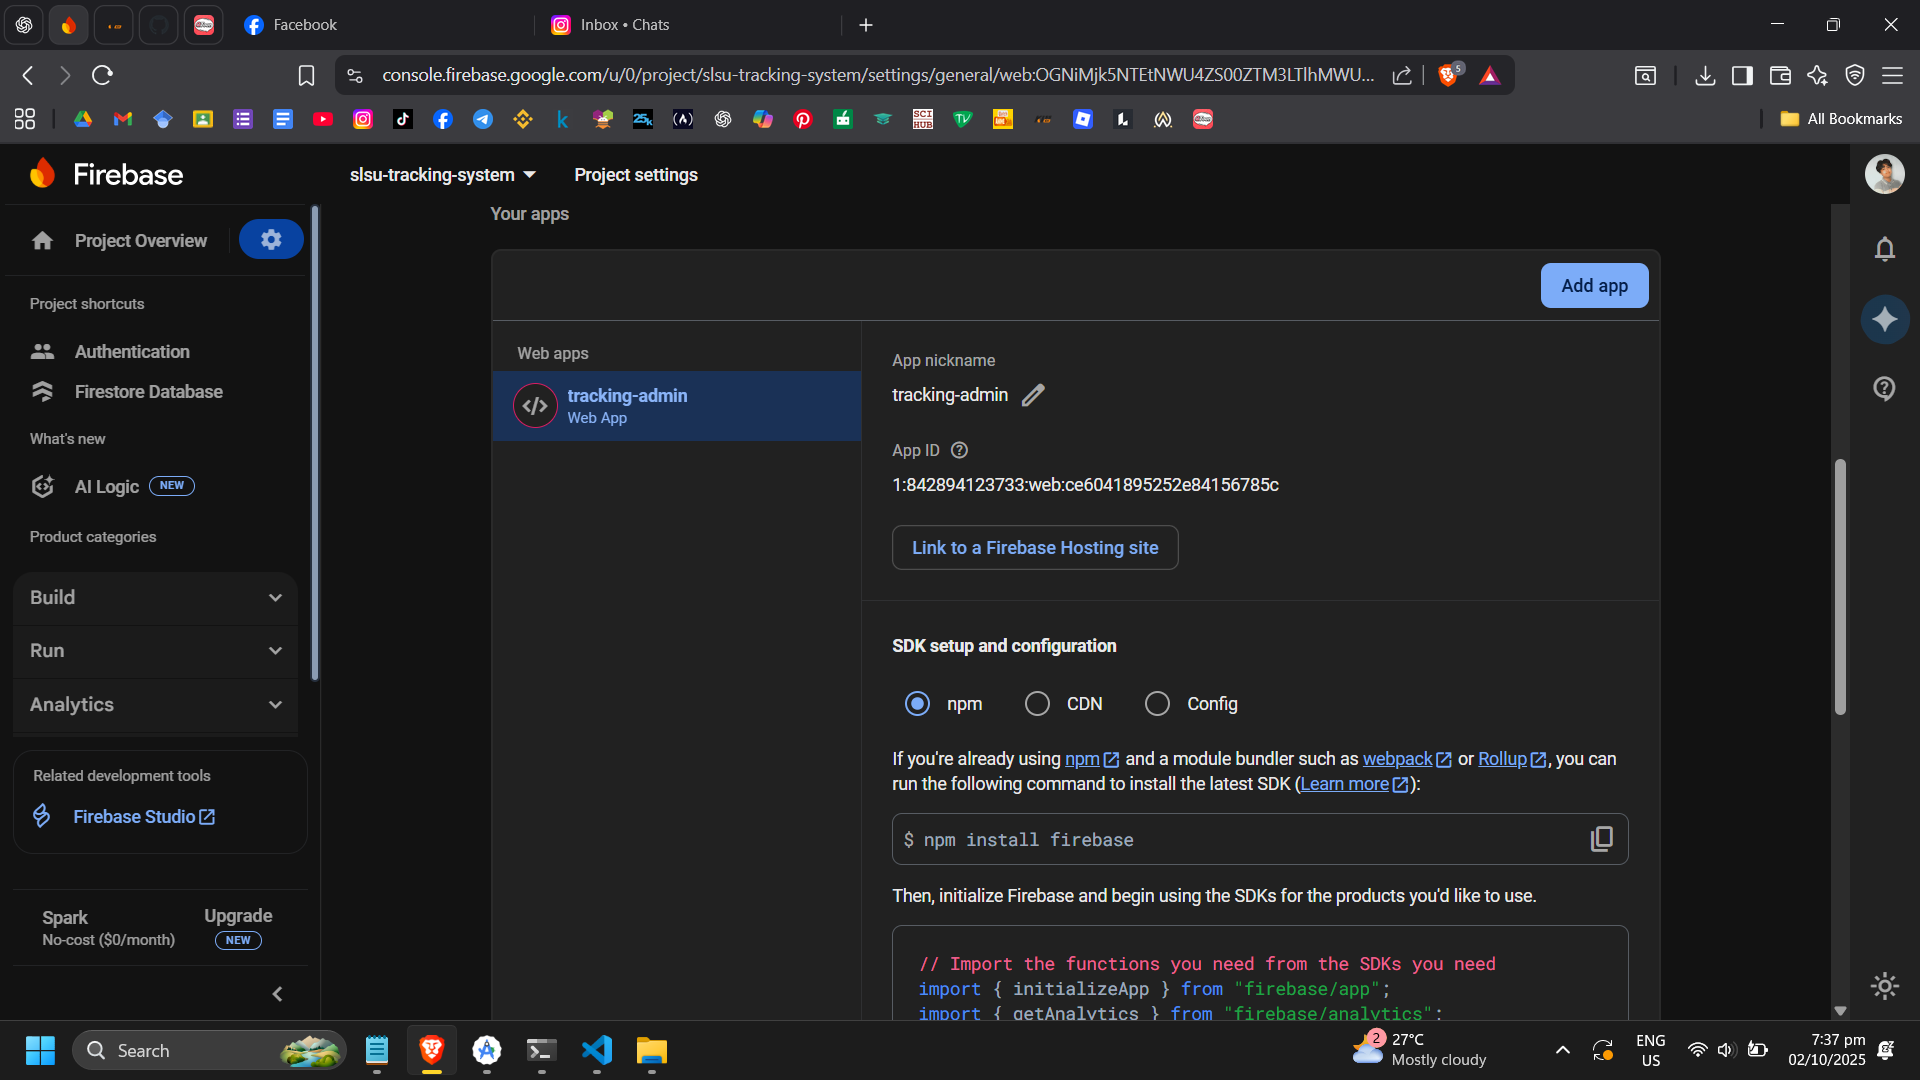 Facebook
Inbox • Chats
console.firebase.google.com/u/0/project/slsu-tracking-system/settings/general/web:OGNiMjk5NTEtNWU4ZS00ZTM3LTlhMWU...
5
All Bookmarks
Firebase
slsu-tracking-system
Project settings
Project Overview
Project shortcuts
Authentication
Firestore Database
What's new
AI Logic NEW
Product categories
Build
Run
Analytics
Related development tools
Firebase Studio
Spark
No-cost ($0/month)
Upgrade
NEW
Your apps
Add app
Web apps
tracking-admin
Web App
App nickname
tracking-admin
App ID
1:842894123733:web:ce6041895252e84156785c
Link to a Firebase Hosting site
SDK setup and configuration
npm
CDN
Config
If you're already using npm and a module bundler such as webpack or Rollup, you can
run the following command to install the latest SDK (Learn more):
$ npm install firebase
Then, initialize Firebase and begin using the SDKs for the products you'd like to use.
// Import the functions you need from the SDKs you need
import { initializeApp } from "firebase/app";
import { getAnalytics } from "firebase/analytics";
Search
2
27°C
Mostly cloudy
ENG
US
7:37 pm
02/10/2025